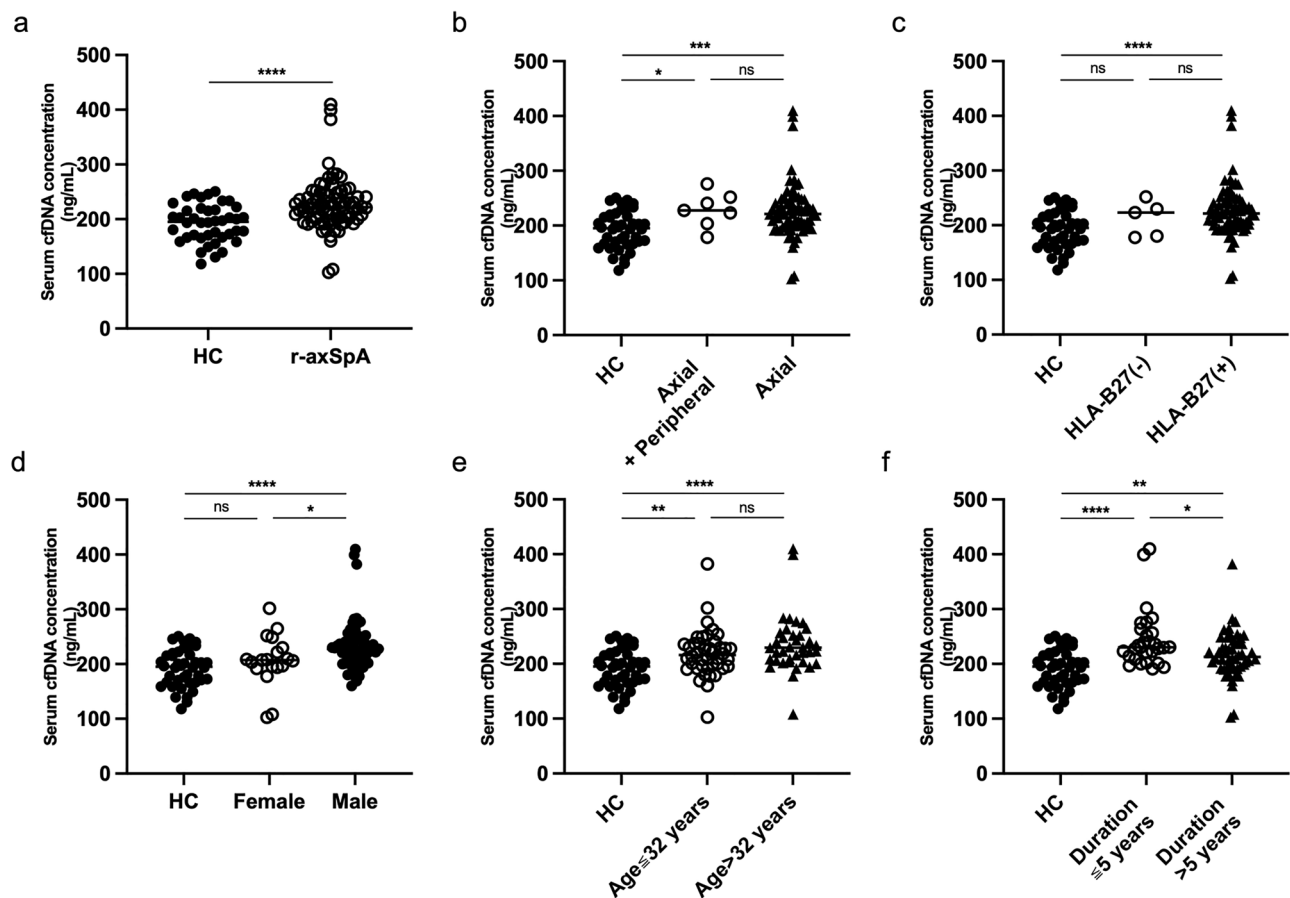 a
Serum cfDNA concentration
(ng/mL)
500
400
300
200
100
0
****
HC
r-axSpA
b
Serum cfDNA concentration
(ng/mL)
500
400
300
200
100
0
***
*
ns
HC
Axial
+ Peripheral
Axial
c
Serum cfDNA concentration
(ng/mL)
500
400
300
200
100
0
****
ns
ns
HC
HLA-B27(-)
HLA-B27(+)
d
Serum cfDNA concentration
(ng/mL)
500
400
300
200
100
0
****
ns
*
HC
Female
Male
e
Serum cfDNA concentration
(ng/mL)
500
400
300
200
100
0
****
**
ns
HC
Age≦32 years
Age>32 years
f
Serum cfDNA concentration
(ng/mL)
500
400
300
200
100
0
**
****
*
HC
Duration
≦5 years
Duration
>5 years